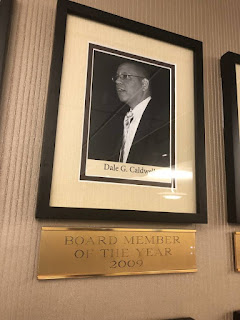 Dale G. Caldwell
BOARD MEMBER
OF THE YEAR
2009